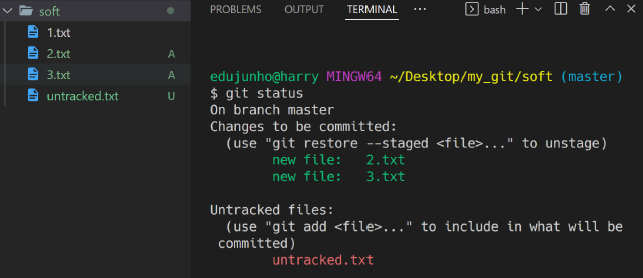 soft
1.txt
2.txt A
3.txt A
untracked.txt U
PROBLEMS OUTPUT TERMINAL ··· bash
edujunho@harry MINGW64 ~/Desktop/my_git/soft (master)
$ git status
On branch master
Changes to be committed:
(use "git restore --staged <file>..." to unstage)
new file: 2.txt
new file: 3.txt
Untracked files:
(use "git add <file>..." to include in what will be
committed)
untracked.txt